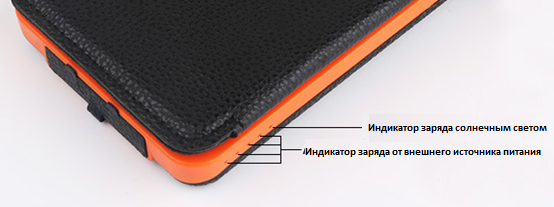 Индикатор заряда солнечным светом
Индикатор заряда от внешнего источника питания